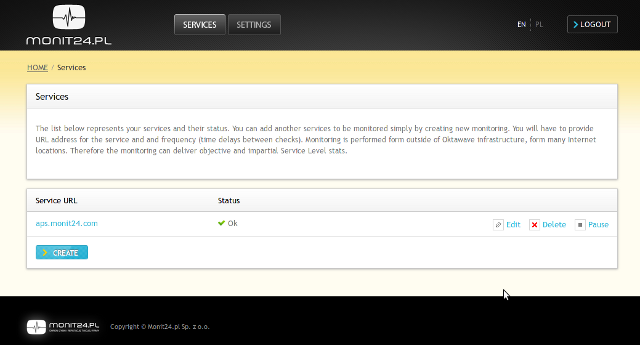 MONIT24.PL
SERVICES
SETTINGS
EN
PL
LOGOUT
HOME / Services
Services
The list below represents your services and their status. You can add another services to be monitored simply by creating new monitoring. You will have to provide
URL address for the service and and frequency (time delays between checks). Monitoring is performed form outside of Oktawave infrastructure, form many Internet
locations. Therefore the monitoring can deliver objective and impartial Service Level stats.
Service URL
Status
aps.monit24.com
Ok
Edit
Delete
Pause
CREATE
MONIT24.PL
Copyright © Monit24.pl Sp. z o.o.